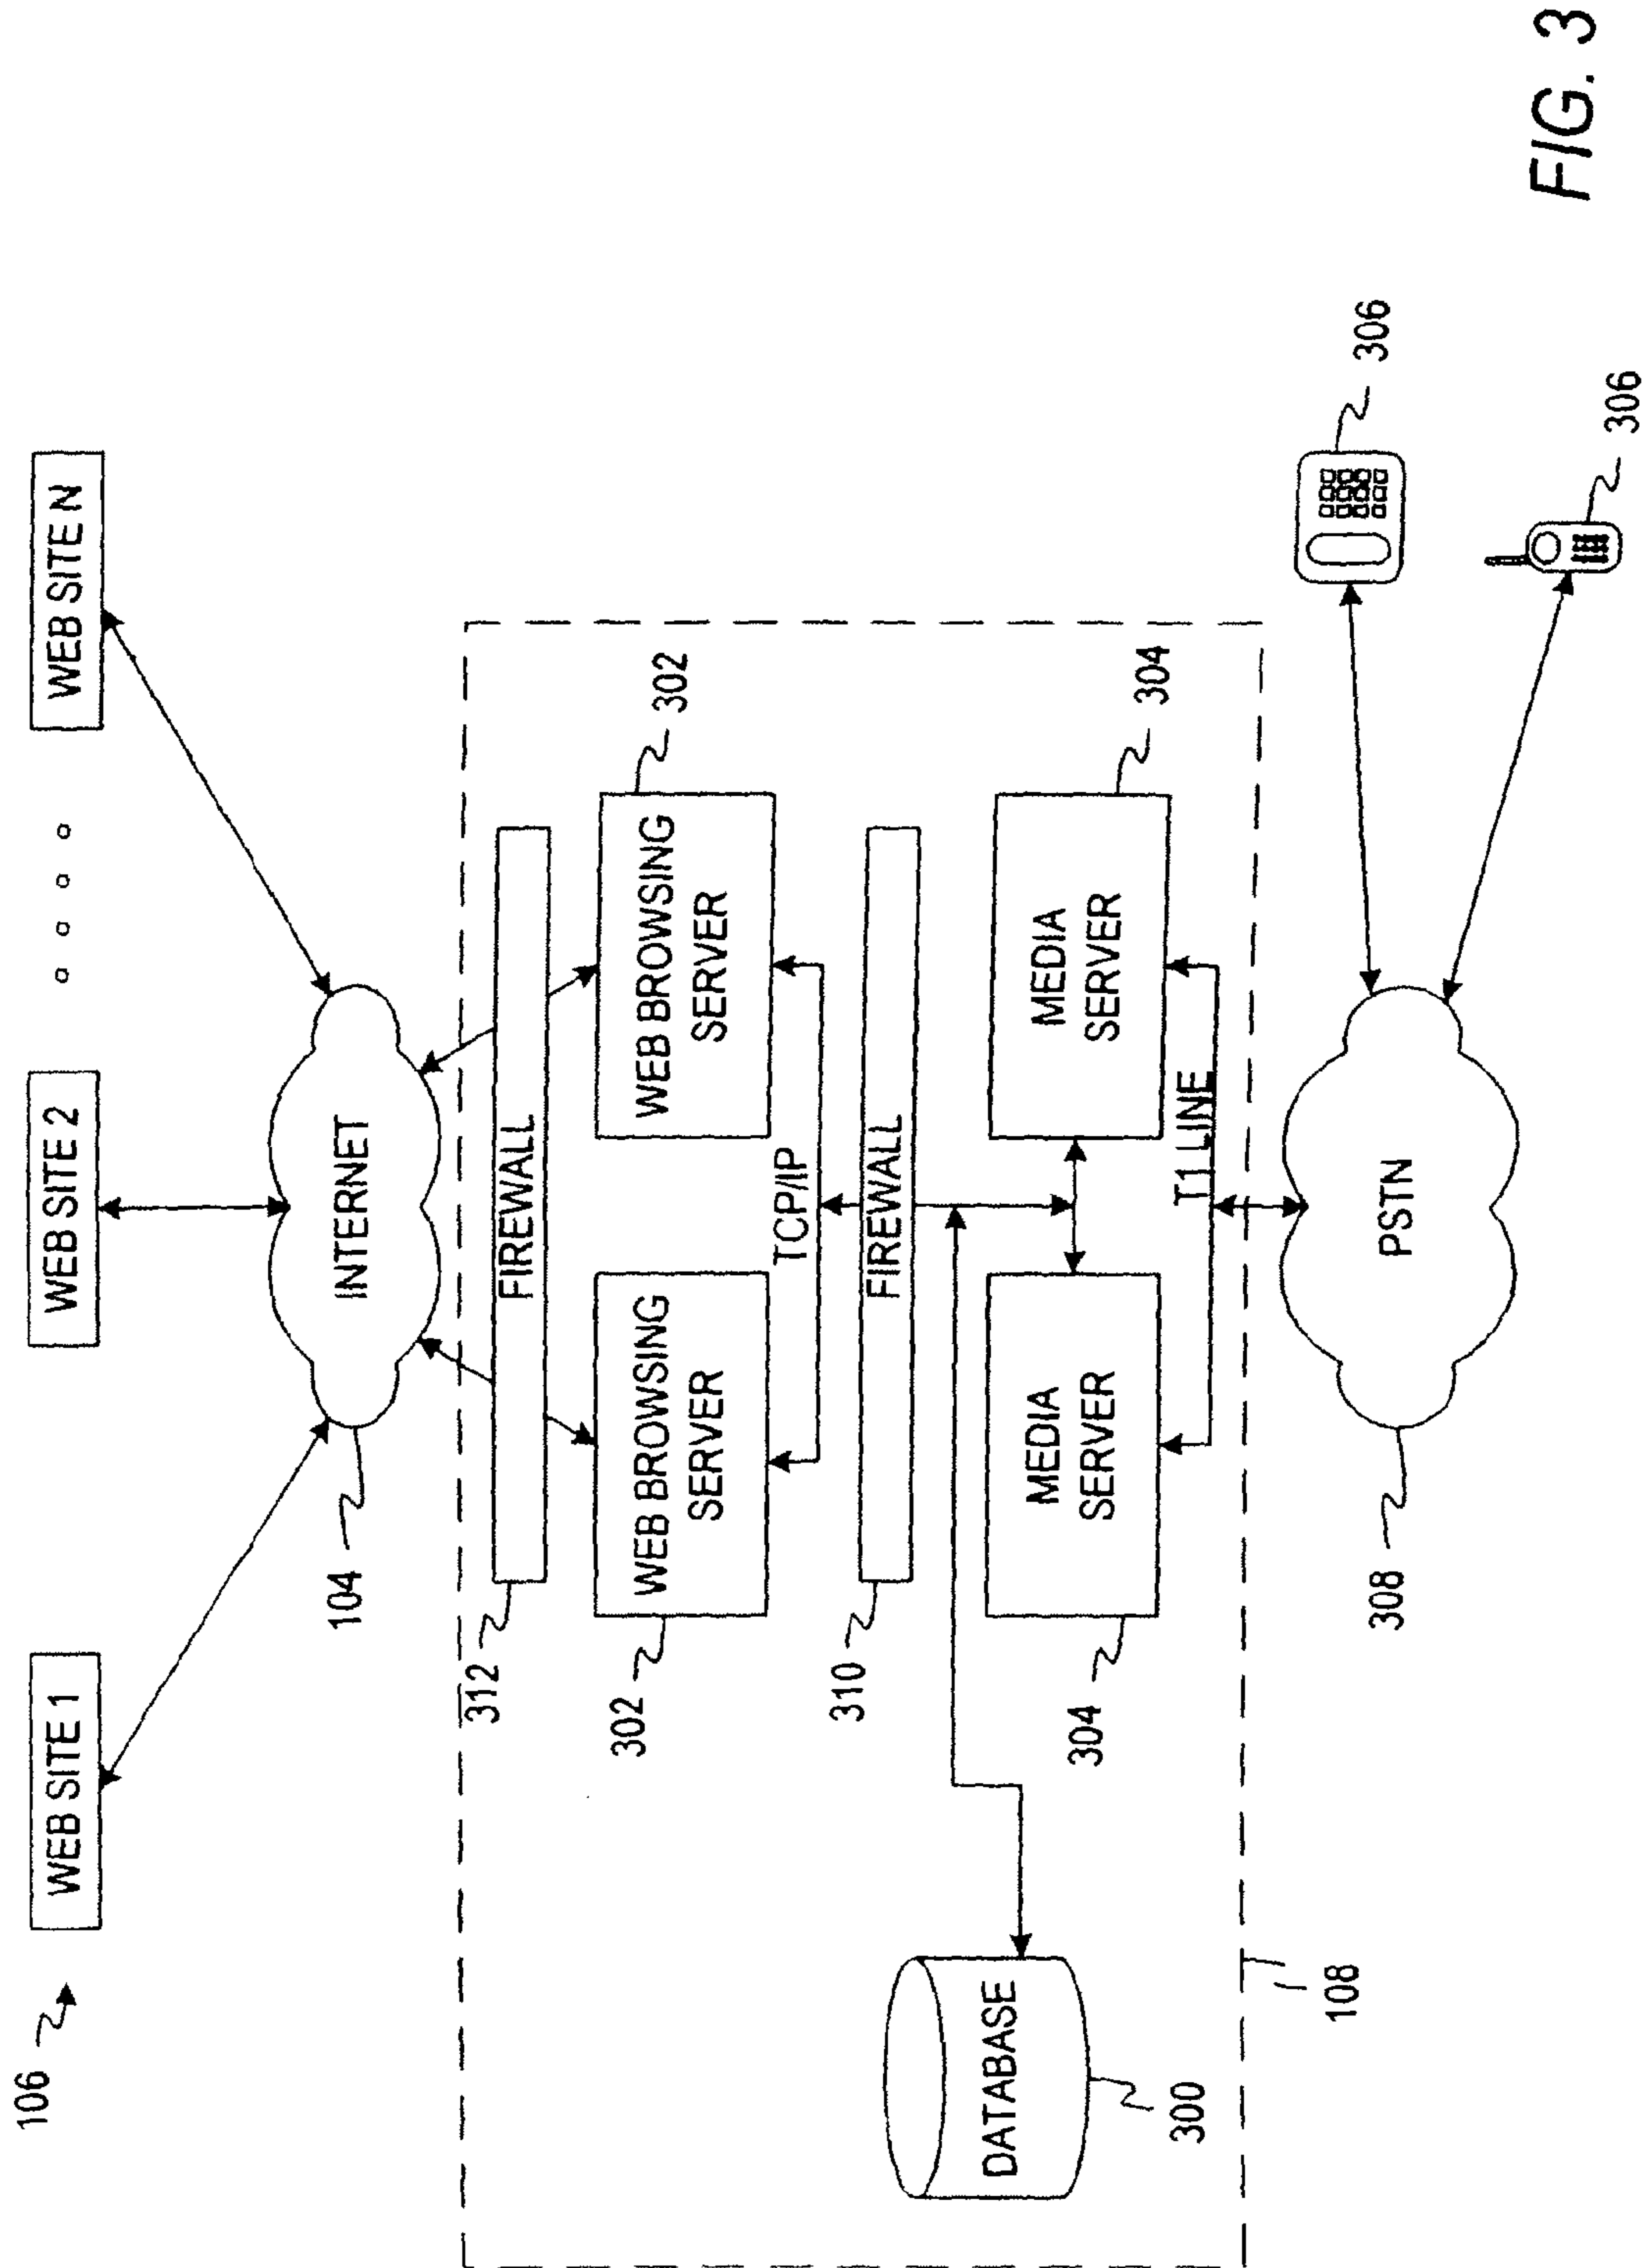 106
WEB SITE 1
WEB SITE 2
WEB SITE N
INTERNET
104
312
FIREWALL
302
WEB BROWSING
SERVER
WEB BROWSING
SERVER
302
TCP/IP
310
FIREWALL
DATABASE
300
304
MEDIA
SERVER
MEDIA
SERVER
304
T1 LINE
108
308
PSTN
306
306
FIG. 3